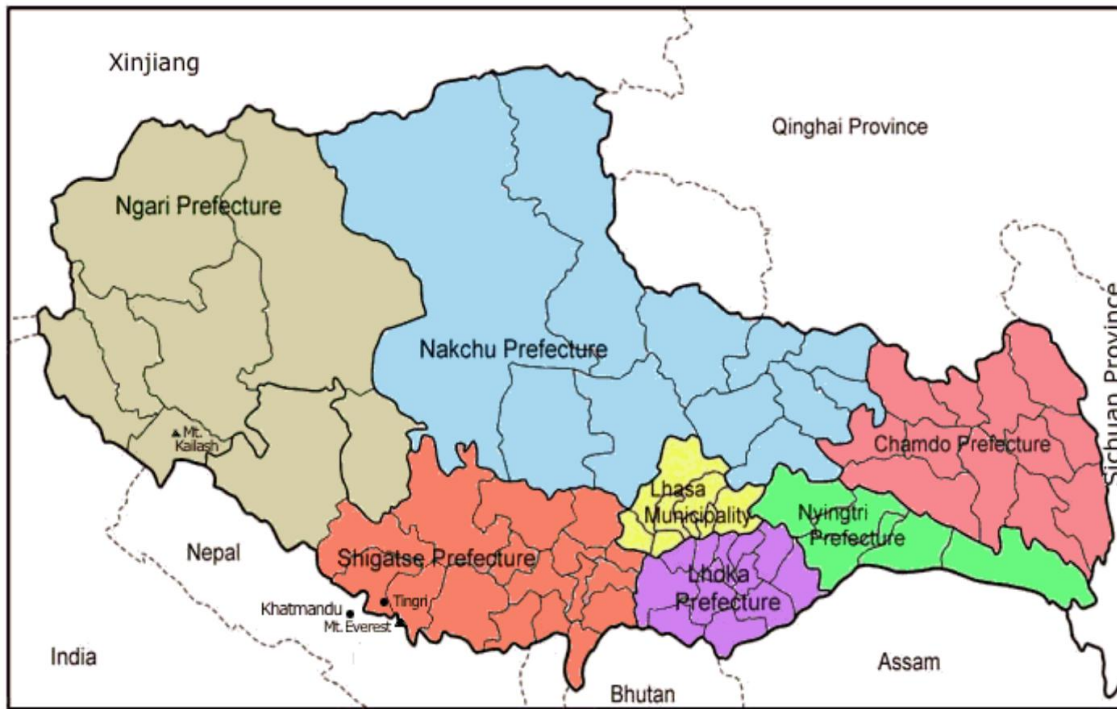 Xinjiang
Qinghai Province
Ngari Prefecture
Sichuan Province
Nakchu Prefecture
Mt.
Kailash
Chamdo Prefecture
Lhasa
Municipality
Nyingtri
Prefecture
Nepal
Shigatse Prefecture
Lhoka
Prefecture
Tingri
Khatmandu
Mt. Everest
India
Assam
Bhutan